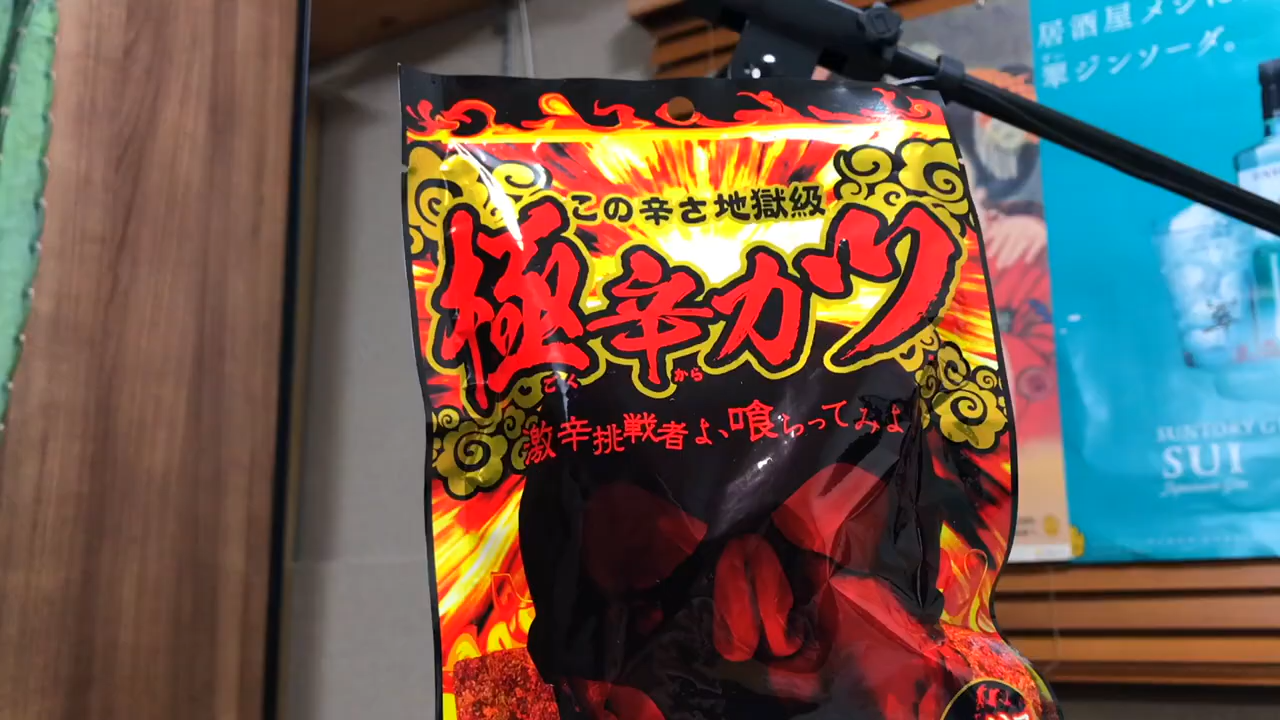 居酒屋メシに
翠ジンソーダ。
この辛さ地獄級
極辛カツ
ごく
から
激辛挑戦者よ、喰らってみよ
SUNTORY G
SUI